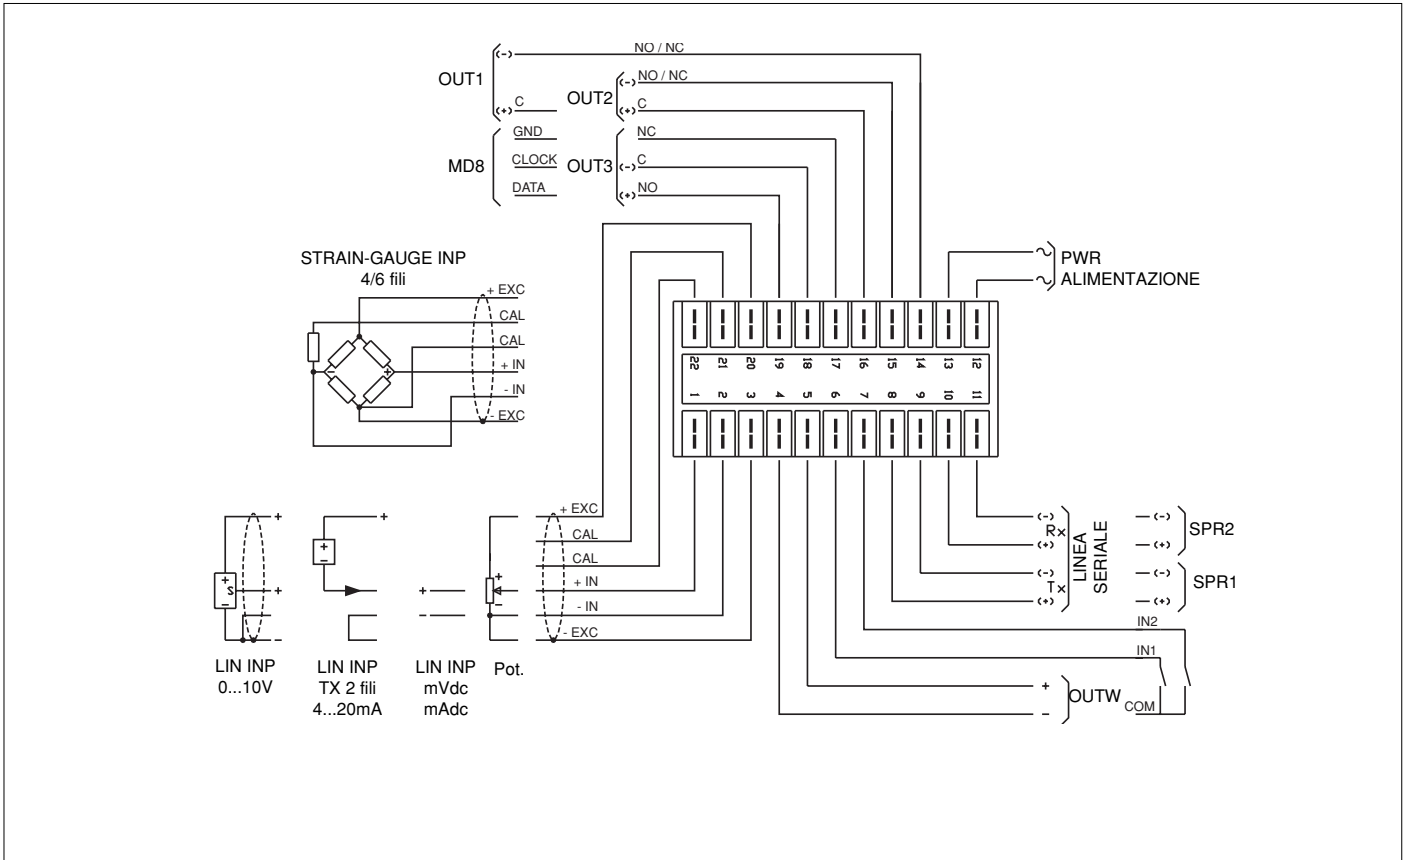 NO / NC
OUT1
(-)
(+) C
OUT2
(-) NO / NC
(+) C
MD8
GND
CLOCK
DATA
OUT3
NC
(-) C
(+) NO
STRAIN-GAUGE INP
4/6 fili
+ EXC
CAL
CAL
+ IN
- IN
- EXC
PWR
ALIMENTAZIONE
22 21 20 19 18 17 16 15 14 13 12
1 2 3 4 5 6 7 8 9 10 11
+ EXC
CAL
CAL
+ IN
- IN
- EXC
LIN INP
0...10V
LIN INP
TX 2 fili
4...20mA
LIN INP
mVdc
mAdc
Pot.
(-)
Rx
(+)
(-)
Tx
(+)
LINEA
SERIALE
(-)
(+)
SPR2
(-)
(+)
SPR1
IN2
IN1
+
-
OUTW
COM